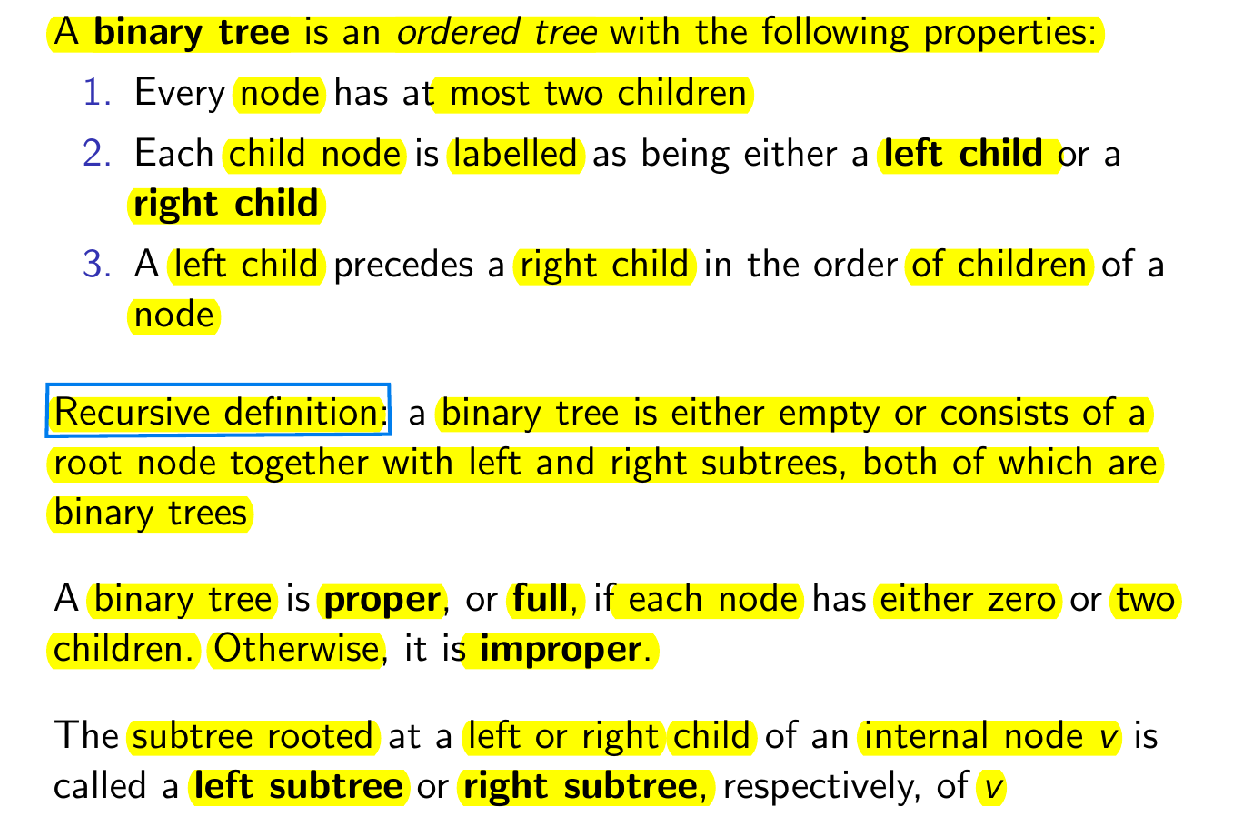 A binary tree is an ordered tree with the following properties:
1. Every node has at most two children
2. Each child node is labelled as being either a left child or a
right child
3. A left child precedes a right child in the order of children of a
node
Recursive definition: a binary tree is either empty or consists of a
root node together with left and right subtrees, both of which are
binary trees
A binary tree is proper, or full, if each node has either zero or two
children. Otherwise, it is improper.
The subtree rooted at a left or right child of an internal node v is
called a left subtree or right subtree, respectively, of v